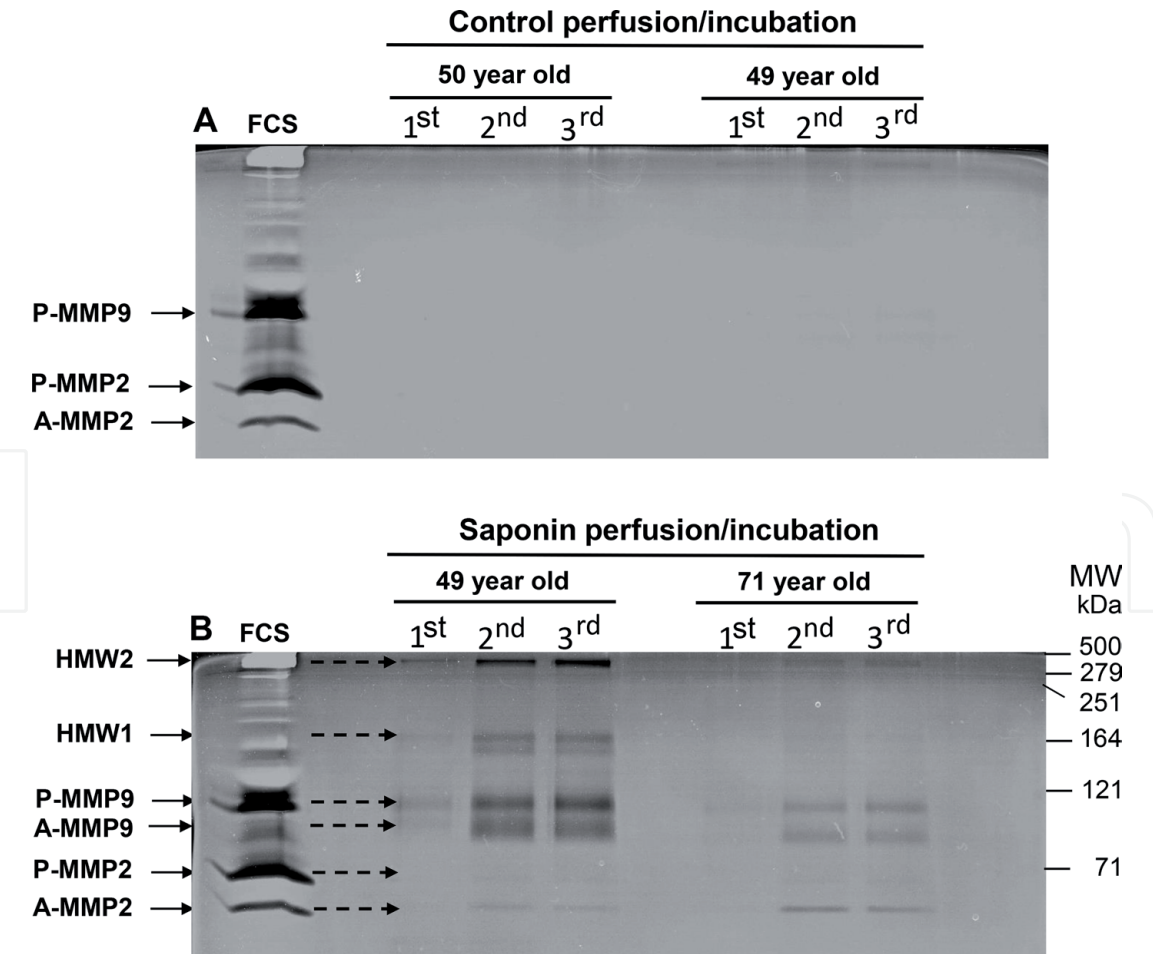 Control perfusion/incubation
50 year old 49 year old
A FCS 1st 2nd 3rd 1st 2nd 3rd
P-MMP9
P-MMP2
A-MMP2
Saponin perfusion/incubation
49 year old 71 year old
MW
kDa
B FCS 1st 2nd 3rd 1st 2nd 3rd
HMW2 500
279
251
HMW1 164
P-MMP9 121
A-MMP9
P-MMP2 71
A-MMP2